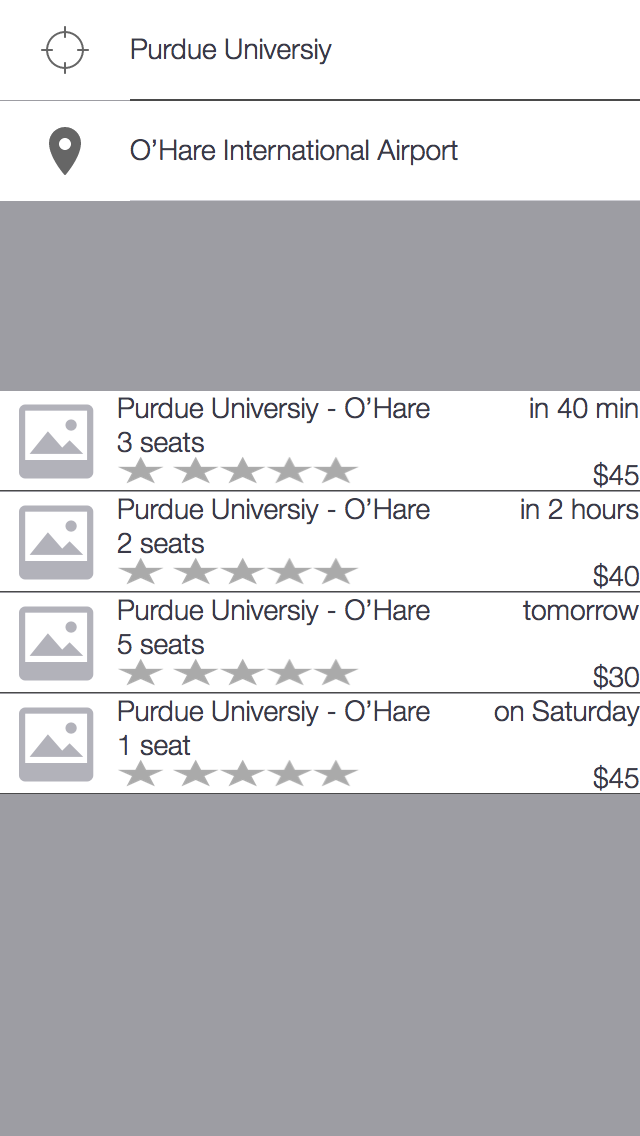 Purdue Universiy
O’Hare International Airport
Purdue Universiy - O’Hare in 40 min
3 seats
$45
Purdue Universiy - O’Hare in 2 hours
2 seats
$40
Purdue Universiy - O’Hare tomorrow
5 seats
$30
Purdue Universiy - O’Hare on Saturday
1 seat
$45